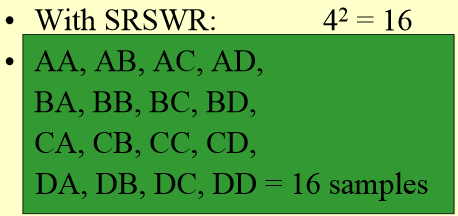 • With SRSWR: 4² = 16
• AA, AB, AC, AD,
BA, BB, BC, BD,
CA, CB, CC, CD,
DA, DB, DC, DD = 16 samples